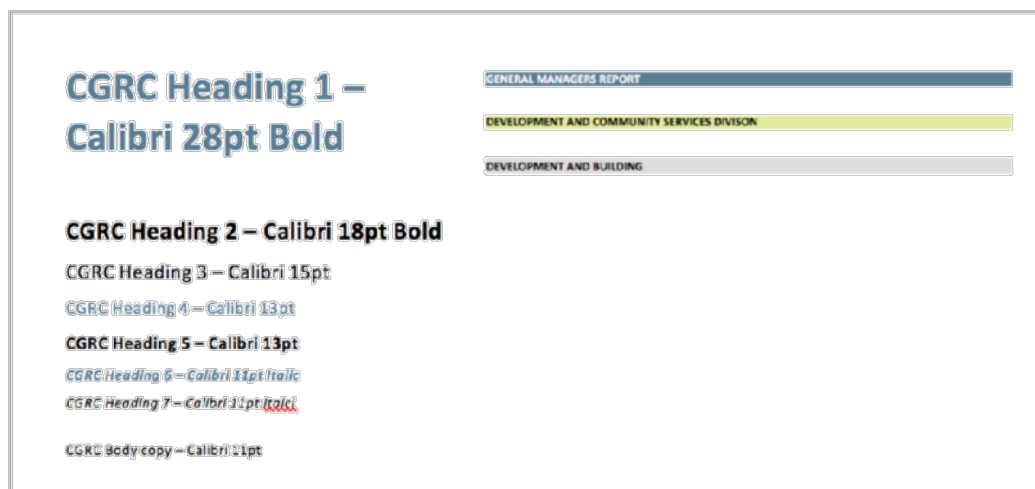 CGRC Heading 1 –
Calibri 28pt Bold
GENERAL MANAGERS REPORT
DEVELOPMENT AND COMMUNITY SERVICES DIVISON
DEVELOPMENT AND BUILDING
CGRC Heading 2 – Calibri 18pt Bold
CGRC Heading 3 – Calibri 15pt
CGRC Heading 4 – Calibri 13pt
CGRC Heading 5 – Calibri 13pt
CGRC Heading 6 – Calibri 11pt Italic
CGRC Heading 7 – Calibri 11pt Italci
CGRC Body copy – Calibri 11pt